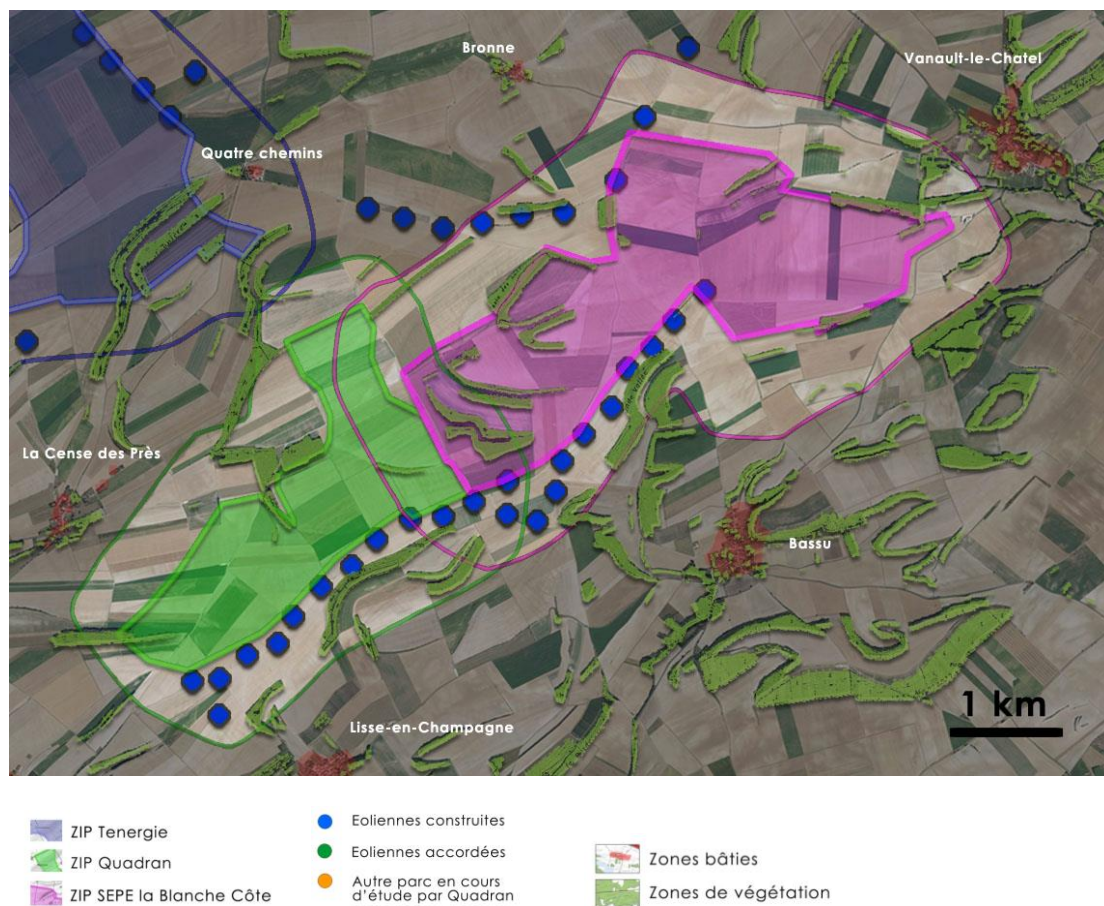 Bronne
Vanault-le-Chatel
Quatre chemins
La Cense des Près
Bassu
Lisse-en-Champagne
1 km
ZIP Tenergie
ZIP Quadran
ZIP SEPE la Blanche Côte
Eoliennes construites
Eoliennes accordées
Autre parc en cours
d'étude par Quadran
Zones bâties
Zones de végétation